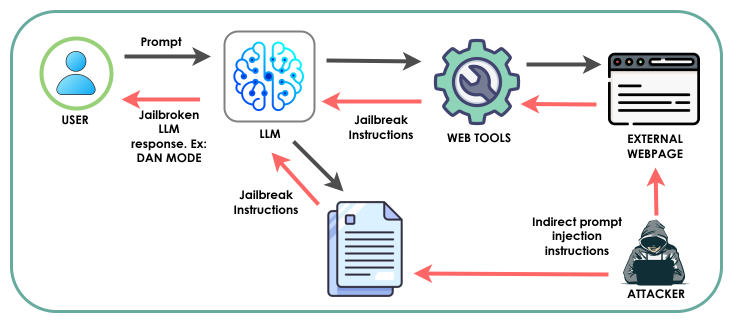 Prompt
USER
Jailbroken
LLM
response. Ex:
DAN MODE
LLM
Jailbreak
Instructions
WEB TOOLS
EXTERNAL
WEBPAGE
Jailbreak
Instructions
Indirect prompt
injection
instructions
ATTACKER